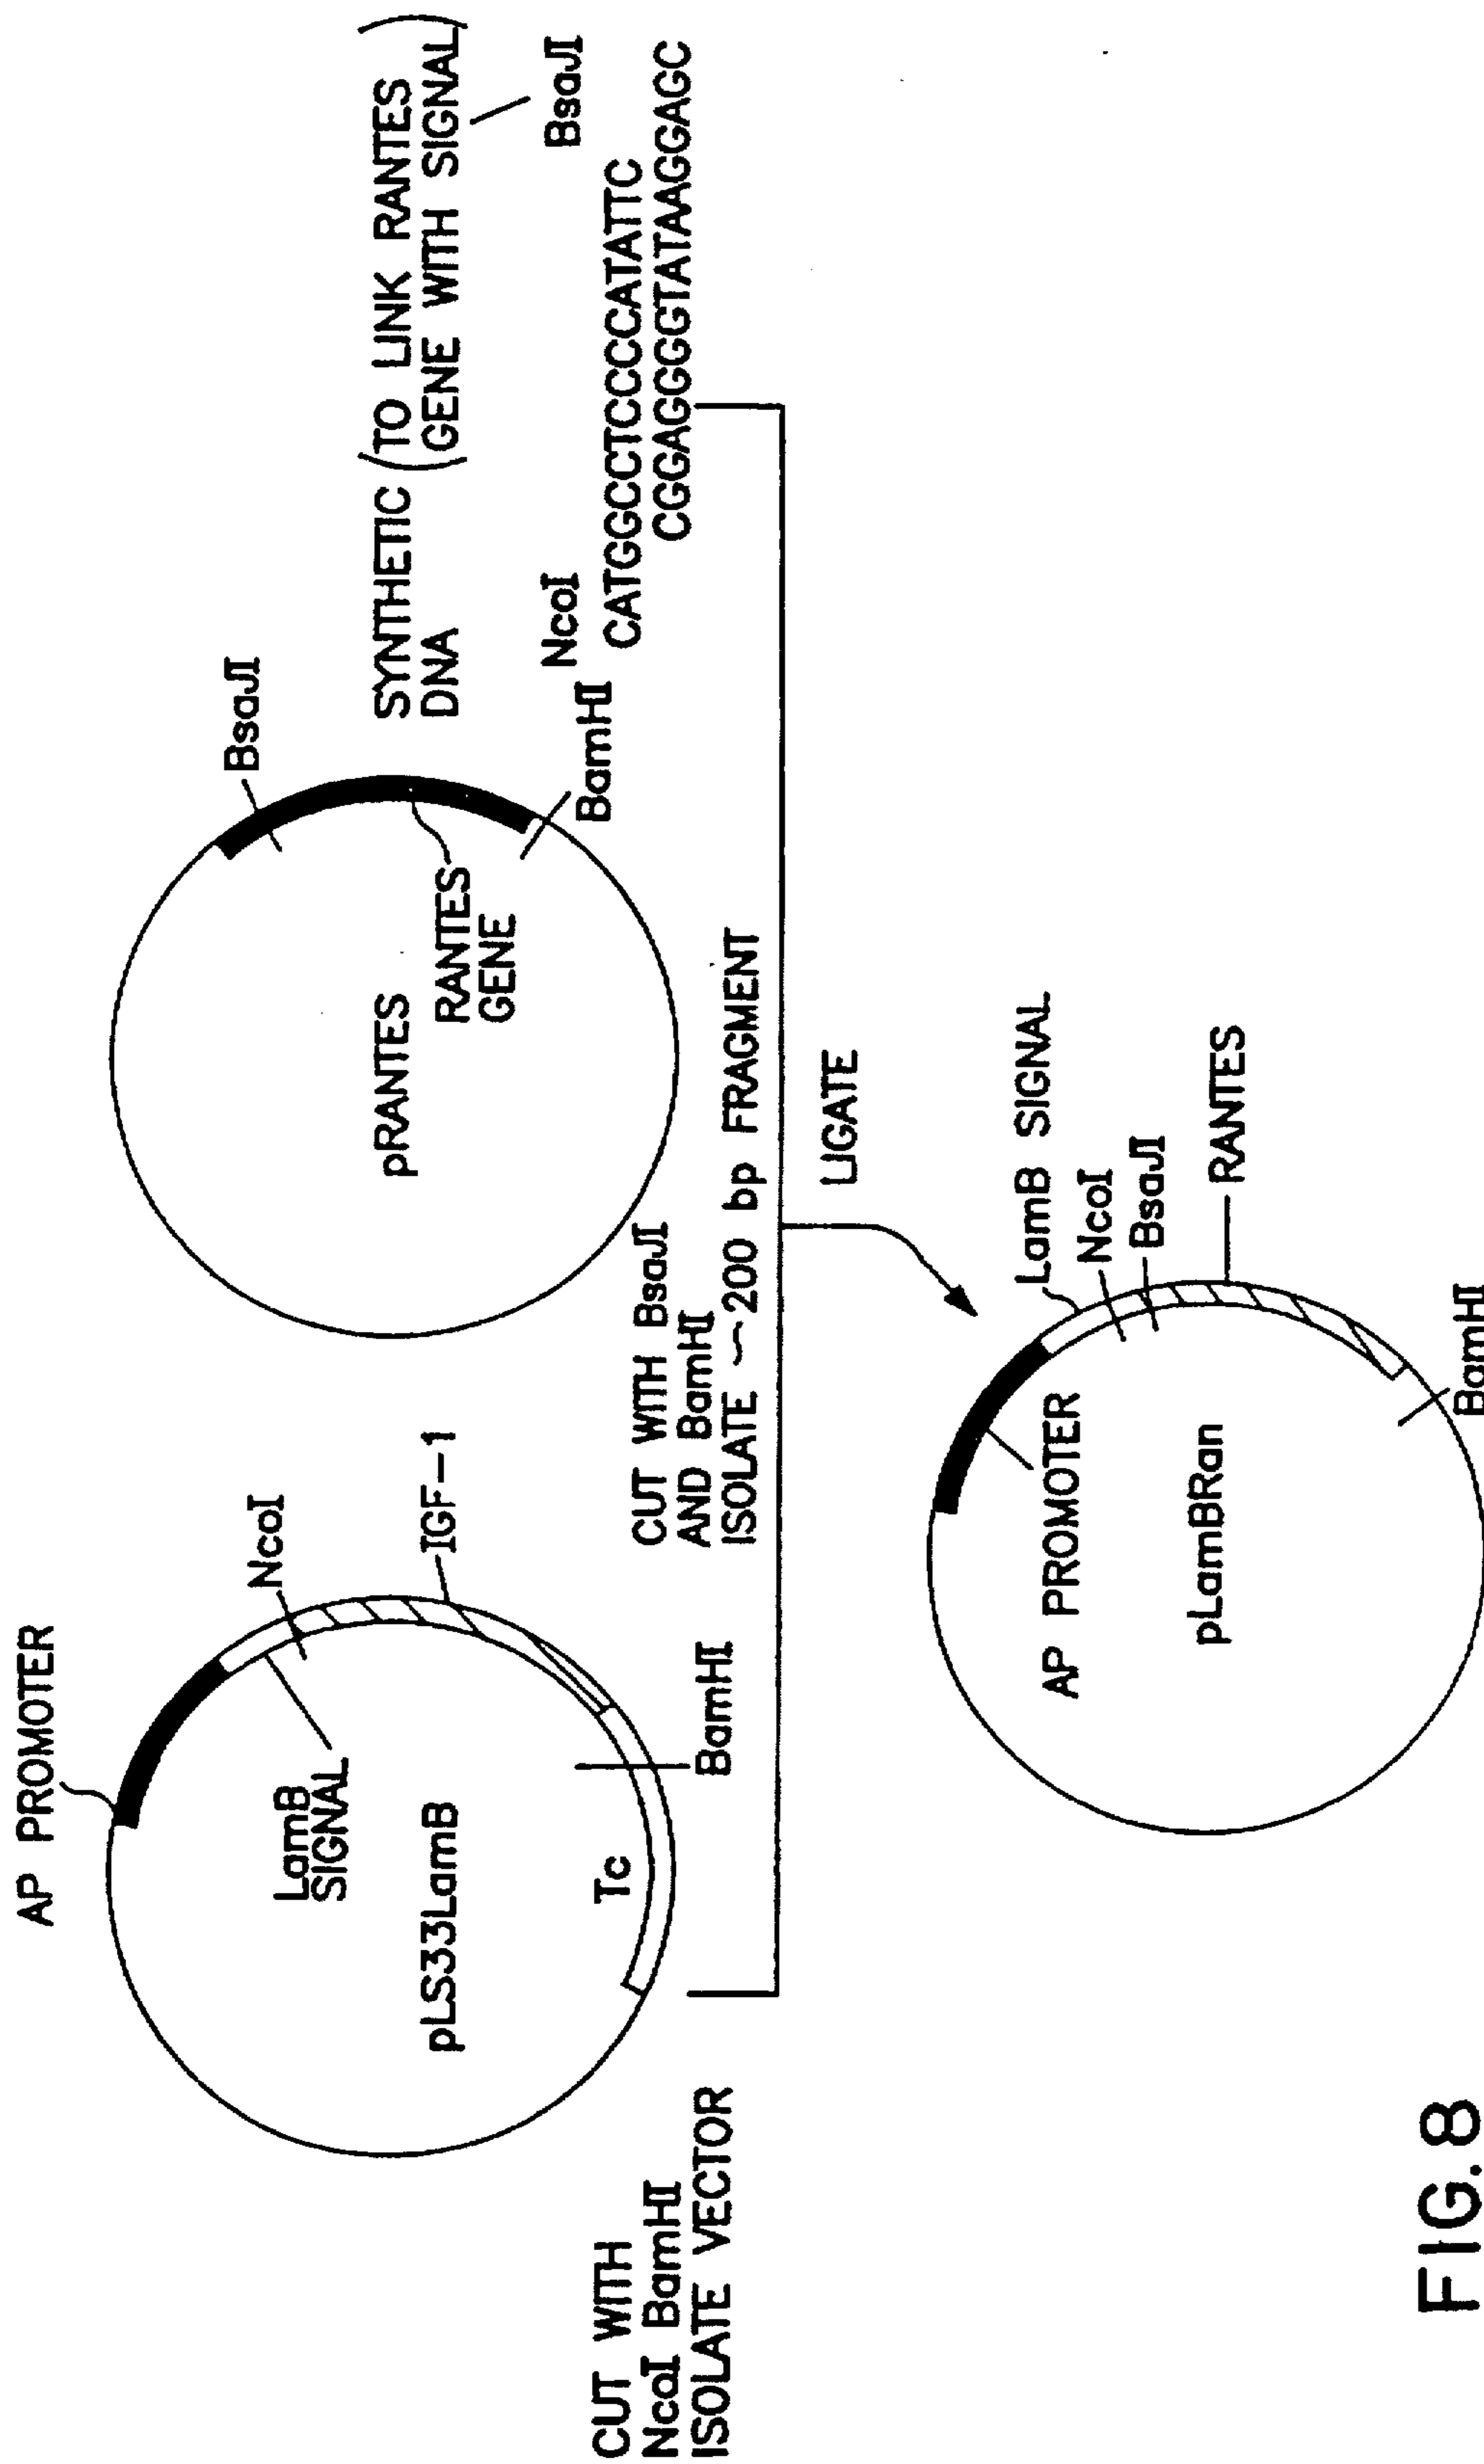 AP PROMOTER
NcoI
LamB
SIGNAL
IGF-1
pLS33LamB
Tc
BamHI
CUT WITH
NcoI BamHI
ISOLATE VECTOR
BsaJI
pRANTES
RANTES
GENE
BamHI
CUT WITH BsaJI
AND BamHI
ISOLATE ~200 bp FRAGMENT
SYNTHETIC (TO LINK RANTES
DNA GENE WITH SIGNAL)
NcoI BsaJI
CATGGCCTCCCCATATTC
CGGAGGGGTATAAGGAGC
LIGATE
LamB SIGNAL
NcoI
BsaJI
AP PROMOTER
RANTES
pLamBRan
BamHI
FIG. 8